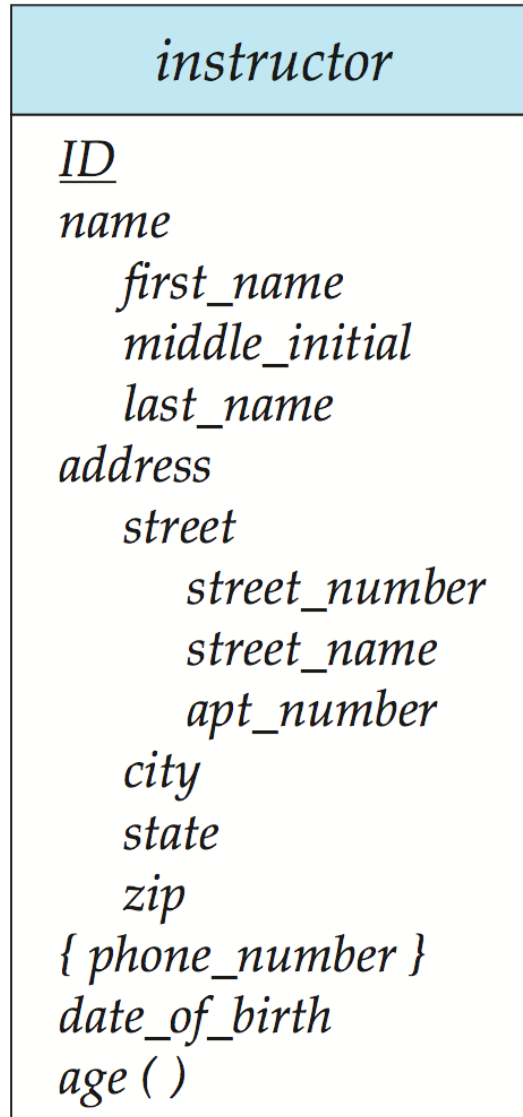 instructor
ID
name
first_name
middle_initial
last_name
address
street
street_number
street_name
apt_number
city
state
zip
{ phone_number }
date_of_birth
age ( )